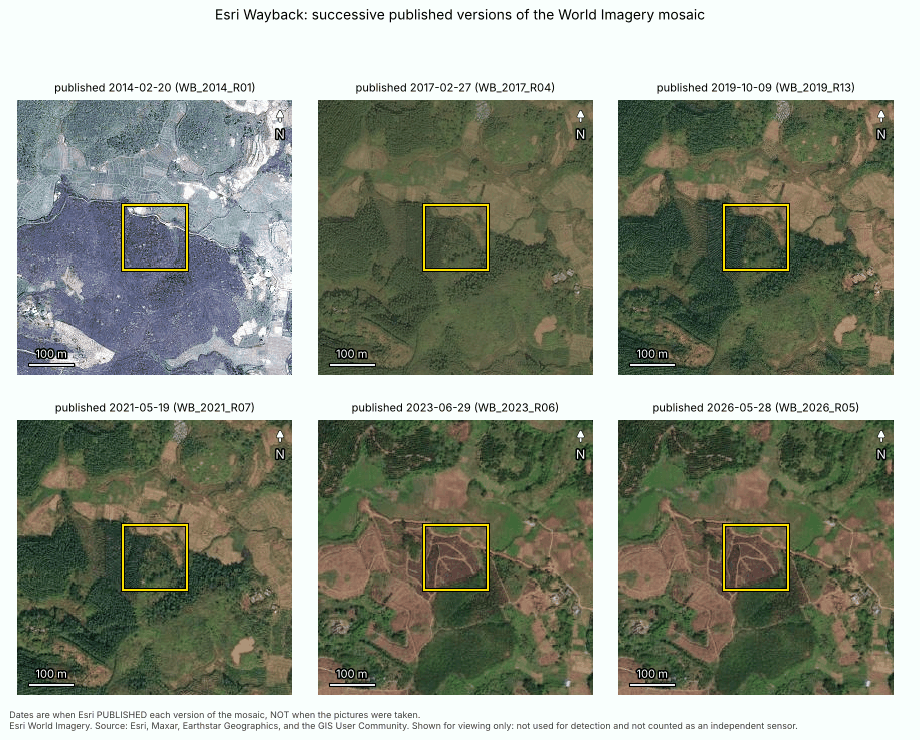 Esri Wayback: successive published versions of the World Imagery mosaic
published 2014-02-20 (WB_2014_R01)
published 2017-02-27 (WB_2017_R04)
published 2019-10-09 (WB_2019_R13)
N
N
N
100 m
100 m
100 m
published 2021-05-19 (WB_2021_R07)
published 2023-06-29 (WB_2023_R06)
published 2026-05-28 (WB_2026_R05)
N
N
N
100 m
100 m
100 m
Dates are when Esri PUBLISHED each version of the mosaic, NOT when the pictures were taken.
Esri World Imagery. Source: Esri, Maxar, Earthstar Geographics, and the GIS User Community. Shown for viewing only: not used for detection and not counted as an independent sensor.